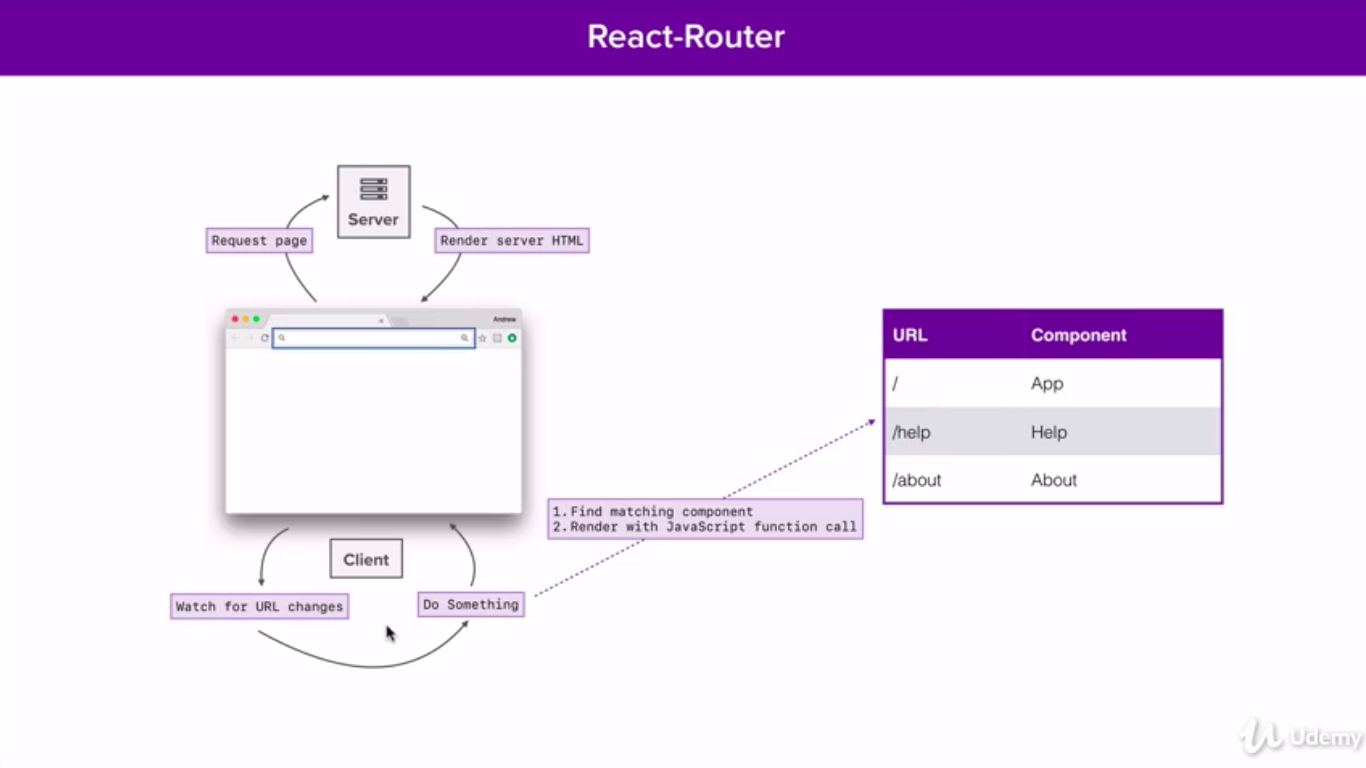 React-Router
Server
Request page
Render server HTML
Andrew
URL Component
/ App
/help Help
/about About
1. Find matching component
2. Render with JavaScript function call
Client
Watch for URL changes
Do Something
Udemy